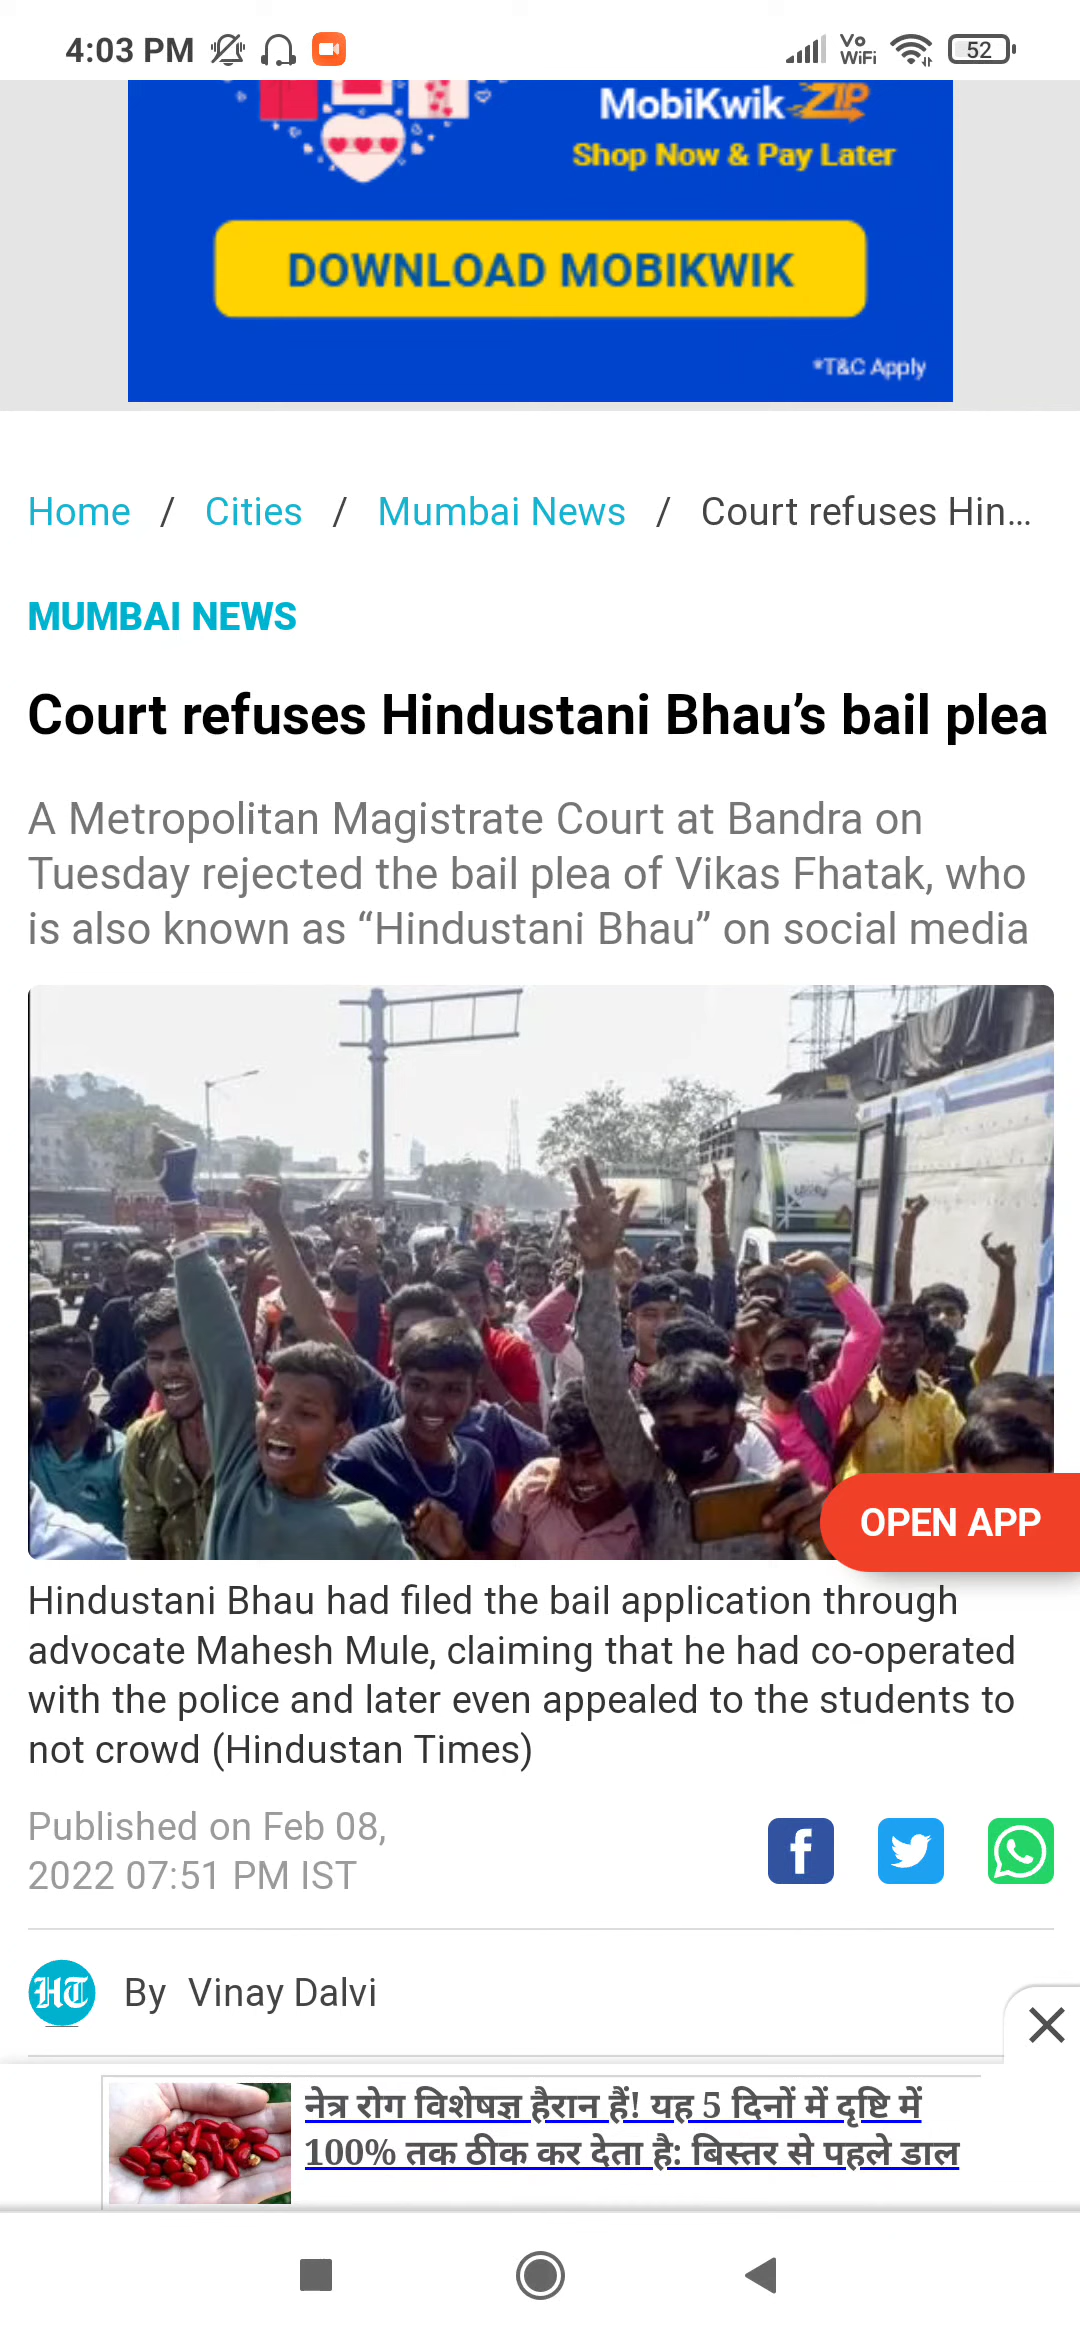 4:03 PM
Vo
WiFi
52
MobiKwik ZIP
Shop Now & Pay Later
DOWNLOAD MOBIKWIK
*T&C Apply
Home / Cities / Mumbai News / Court refuses Hin...
MUMBAI NEWS
Court refuses Hindustani Bhau’s bail plea
A Metropolitan Magistrate Court at Bandra on
Tuesday rejected the bail plea of Vikas Fhatak, who
is also known as “Hindustani Bhau” on social media
OPEN APP
Hindustani Bhau had filed the bail application through
advocate Mahesh Mule, claiming that he had co-operated
with the police and later even appealed to the students to
not crowd (Hindustan Times)
Published on Feb 08,
2022 07:51 PM IST
HT By Vinay Dalvi
नेत्र रोग विशेषज्ञ हैरान हैं! यह 5 दिनों में दृष्टि में
100% तक ठीक कर देता है: बिस्तर से पहले डाल